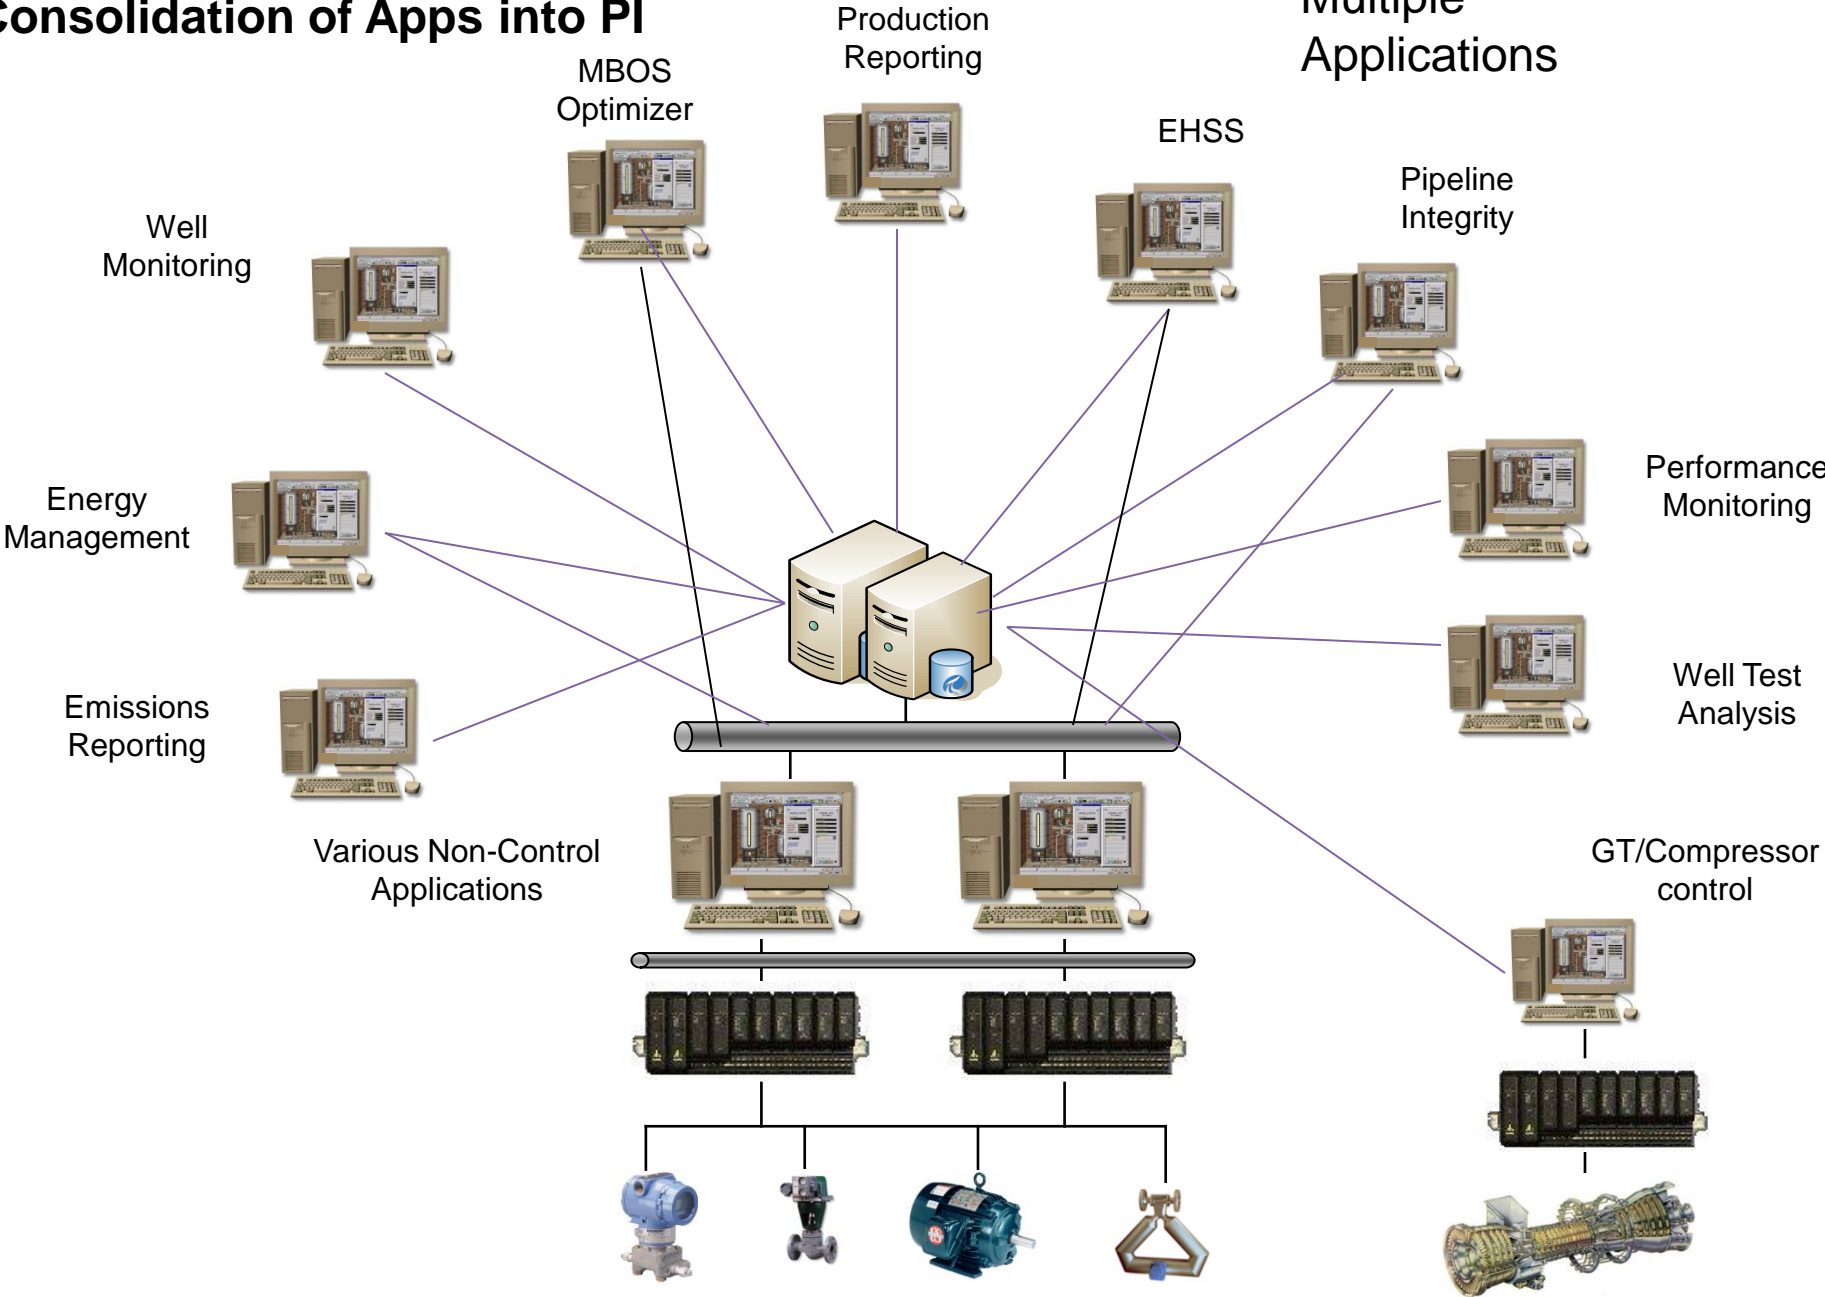 Consolidation of Apps into PI
Multiple
Applications
Production
Reporting
MBOS
Optimizer
EHSS
Pipeline
Integrity
Well
Monitoring
Performance
Monitoring
Energy
Management
Well Test
Analysis
Emissions
Reporting
Various Non-Control
Applications
GT/Compressor
control